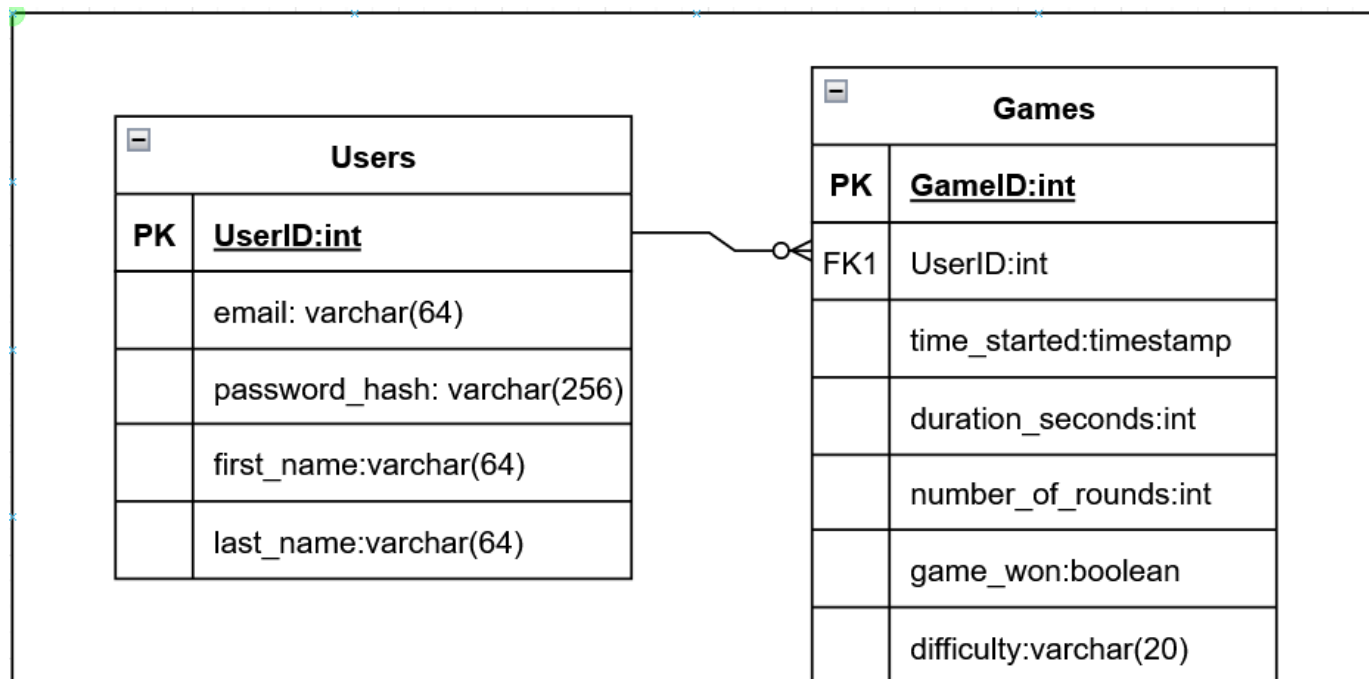 Users
PK UserID:int
email: varchar(64)
password_hash: varchar(256)
first_name:varchar(64)
last_name:varchar(64)
Games
PK GameID:int
FK1 UserID:int
time_started:timestamp
duration_seconds:int
number_of_rounds:int
game_won:boolean
difficulty:varchar(20)